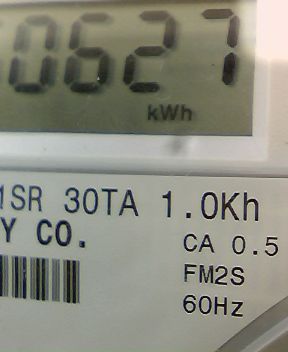 0627
kWh
1SR 30TA 1.0Kh
Y CO.
CA 0.5
FM2S
60Hz